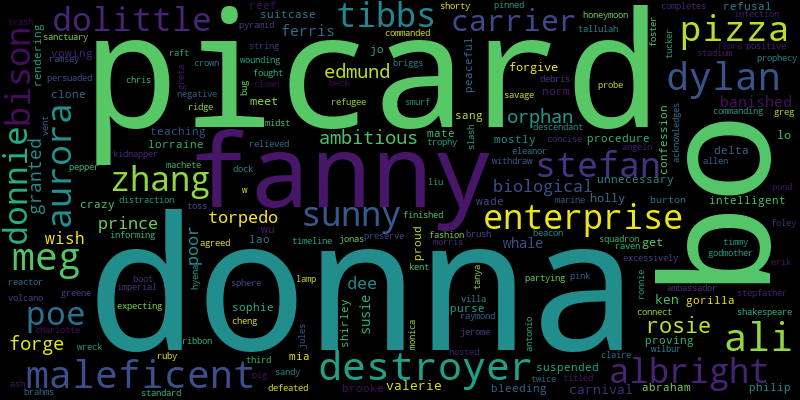 picard
donna
fanny
bo
enterprise
destroyer
maleficent
aurora
stefan
sunny
zhang
meg
poe
dylan
pizza
albright
ali
rosie
donnie
bison
dolittle
tibbs
carrier
edmund
ambitious
orphan
biological
torpedo
prince
wish
forge
poor
granted
dee
susie
shirley
sophie
ferris
suitcase
reef
shorty
pinned
honeymoon
completes
refusal
infection
trash
sanctuary
vowing
rendering
ramsey
persuaded
clone
pyramid
raft
string
greta
crown
wounding
fought
clown
beck
commanded
jo
briggs
peaceful
forgive
norm
debris
savage
probe
tallulah
foster
tucker
flora
positive
stadium
prophecy
banished
commanding
greg
chris
negative
ridge
bug
meet
refugee
smurf
teaching
midst
lorraine
relieved
mate
trophy
sang
slash
mostly
descendant
procedure
confession
acknowledges
delta
allen
lo
vent
kidnapper
pepper
machete
crazy
distraction
toss
dock
w
liu
eleanor
concise
angelo
withdraw
marine
unnecessary
wade
holly
burton
intelligent
pond
informing
agreed
lao
wu
timeline
finished
jonas
preserve
proud
morris
fashion
brush
beacon
whale
squadron
raven
get
timmy
godmother
foley
erik
excessively
reactor
volcano
boot
imperial
hyena
sphere
lamp
kent
tanya
villa
purse
raymond
jerome
partying
pink
ronnie
ken
gorilla
ambassador
stepfather
connect
shakespeare
greene
expecting
charlotte
wreck
ribbon
cheng
ruby
third
mia
jules
monica
hosted
antonio
claire
suspended
proving
wilbur
ash
brahms
standard
pig
sandy
defeated
brooke
valerie
bleeding
twice
titled
carnival
abraham
philip